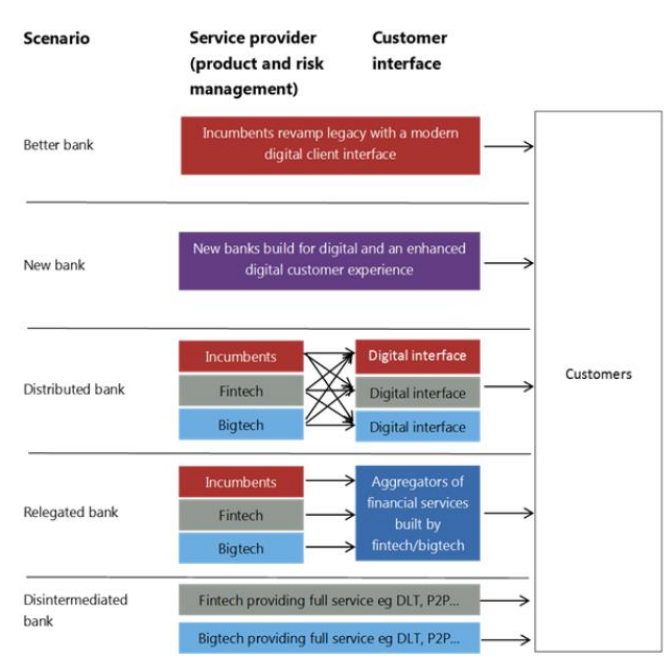 Scenario
Service provider
(product and risk
management)
Customer
interface
Better bank
Incumbents revamp legacy with a modern
digital client interface
New bank
New banks build for digital and an enhanced
digital customer experience
Distributed bank
Incumbents
Fintech
Bigtech
Digital interface
Digital interface
Digital interface
Relegated bank
Incumbents
Fintech
Bigtech
Aggregators of
financial services
built by
fintech/bigtech
Disintermediated
bank
Fintech providing full service eg DLT, P2P...
Bigtech providing full service eg DLT, P2P...
Customers